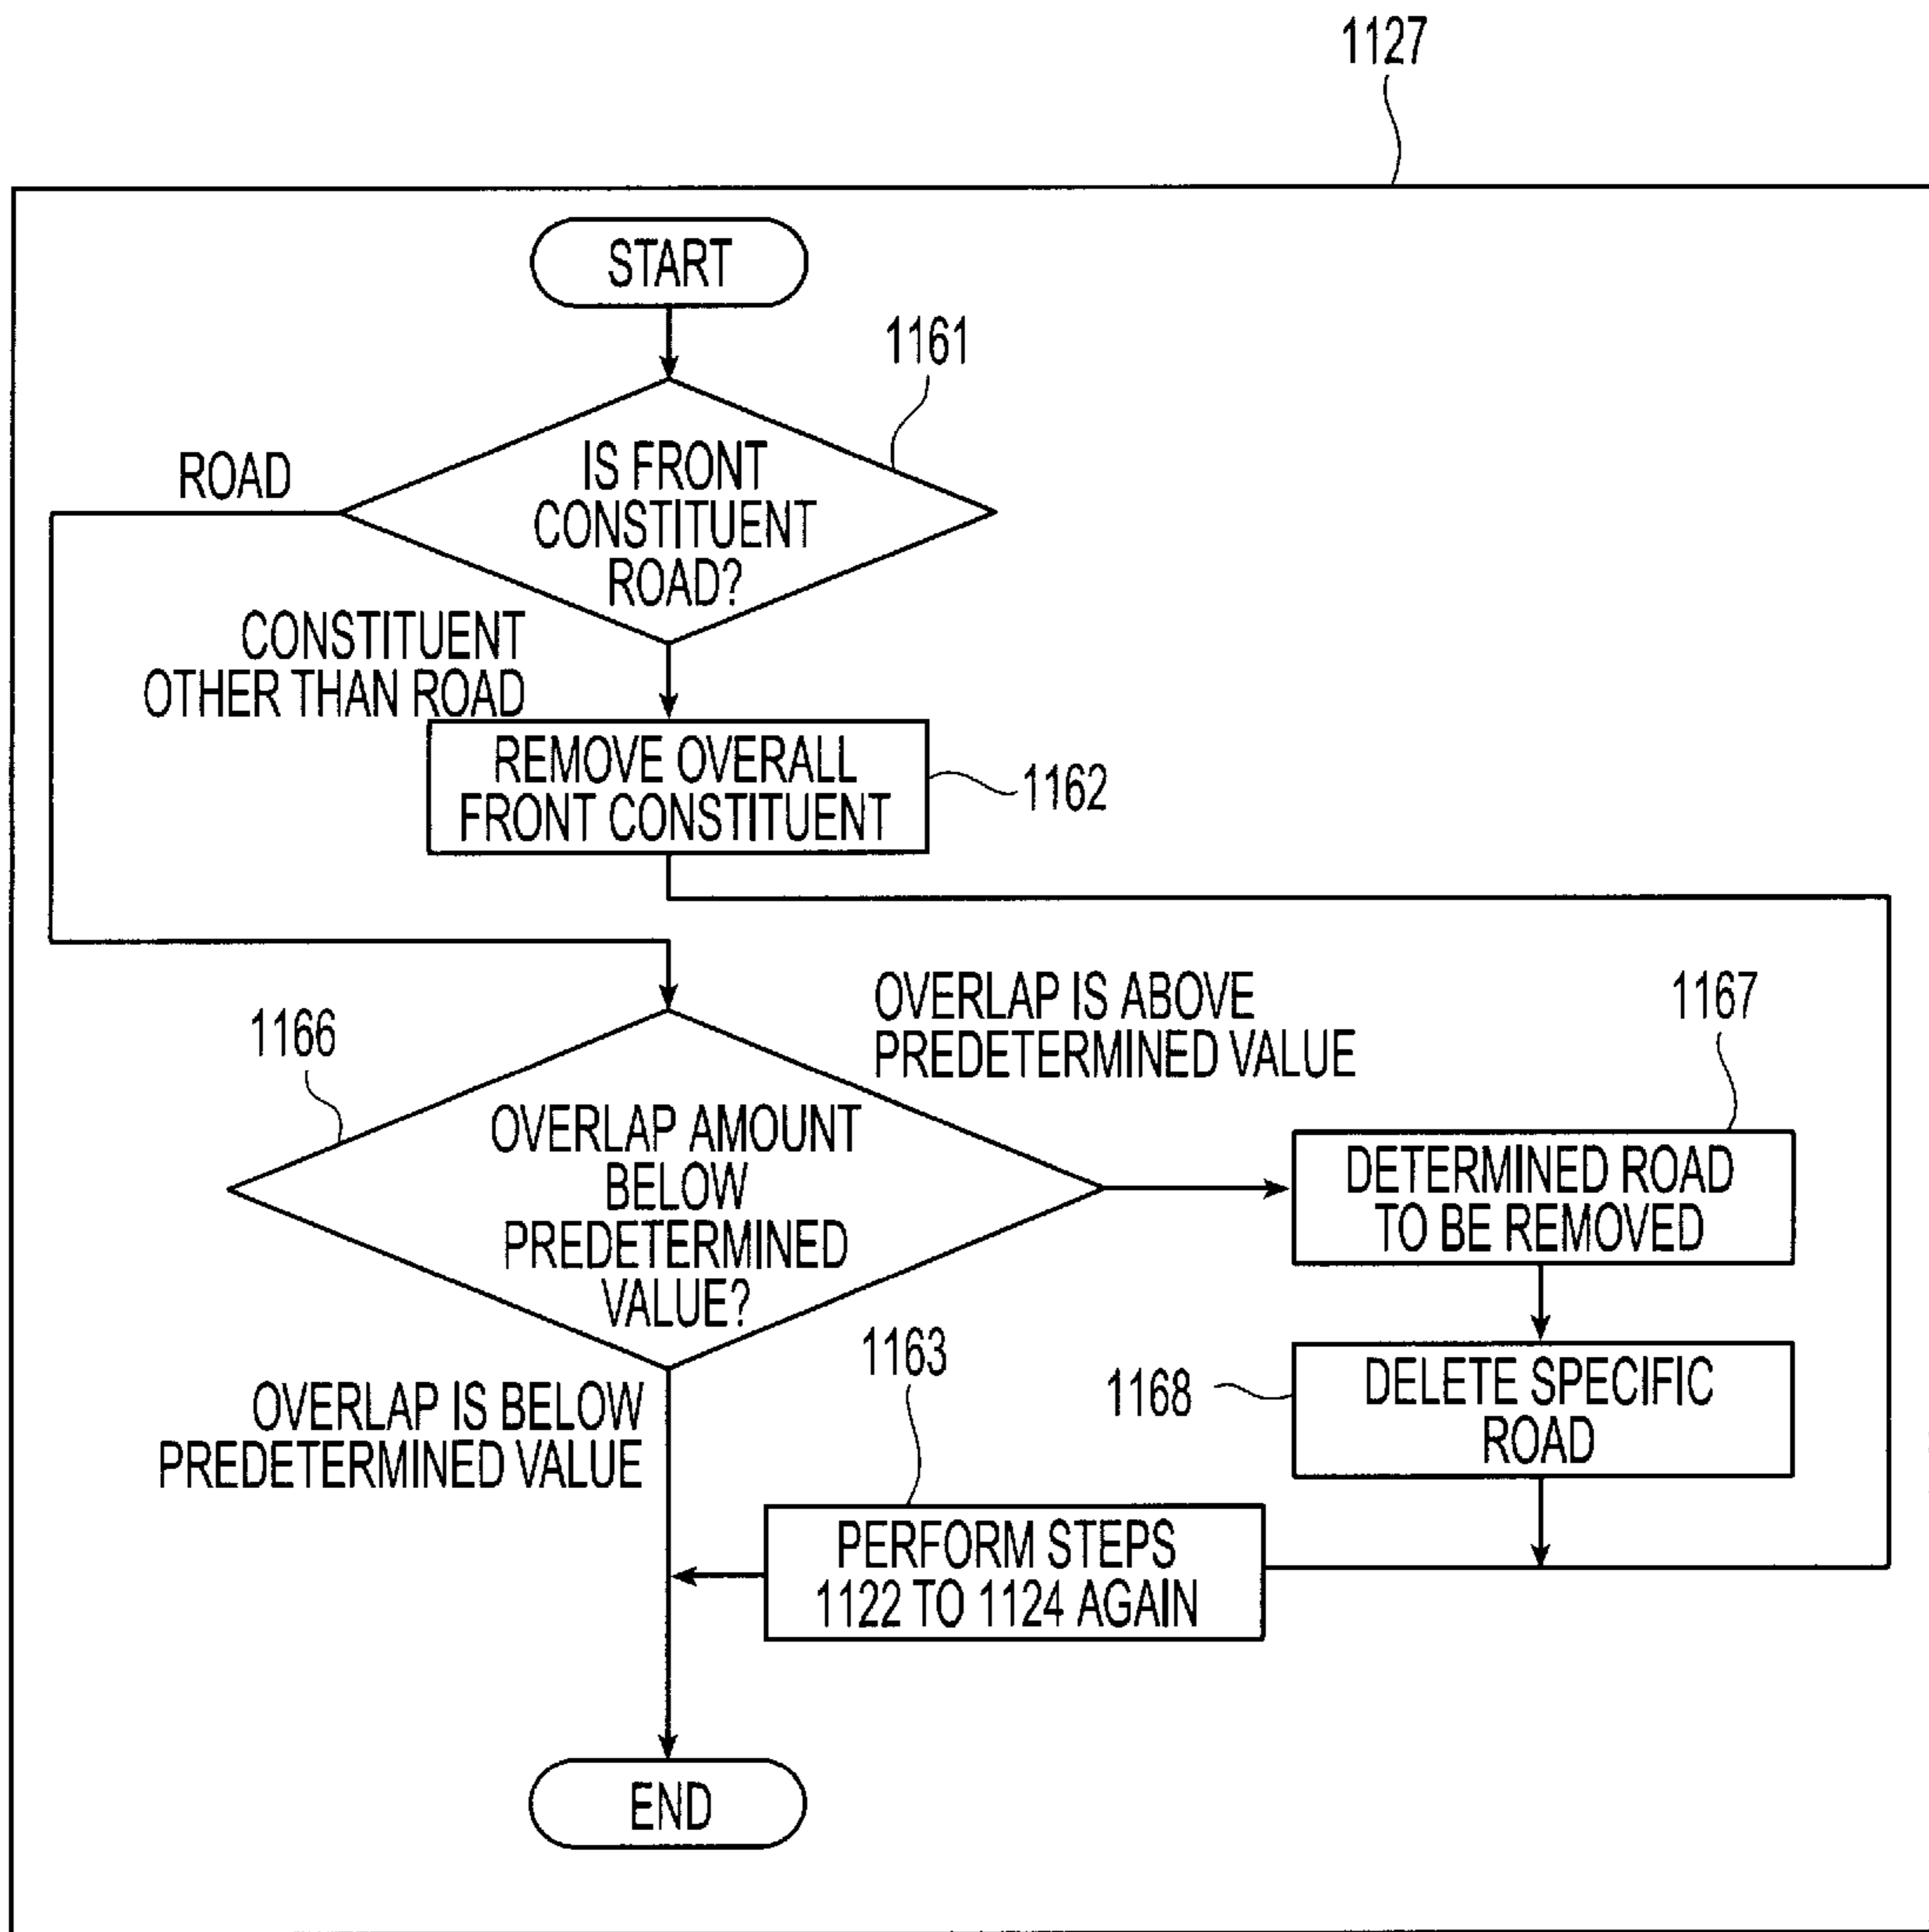 1127
START
1161
IS FRONT
CONSTITUENT
ROAD?
ROAD
CONSTITUENT
OTHER THAN ROAD
REMOVE OVERALL
FRONT CONSTITUENT
1162
OVERLAP IS ABOVE
PREDETERMINED VALUE
1167
1166
OVERLAP AMOUNT
BELOW
PREDETERMINED
VALUE?
DETERMINED ROAD
TO BE REMOVED
1163
1168
DELETE SPECIFIC
ROAD
OVERLAP IS BELOW
PREDETERMINED VALUE
PERFORM STEPS
1122 TO 1124 AGAIN
END